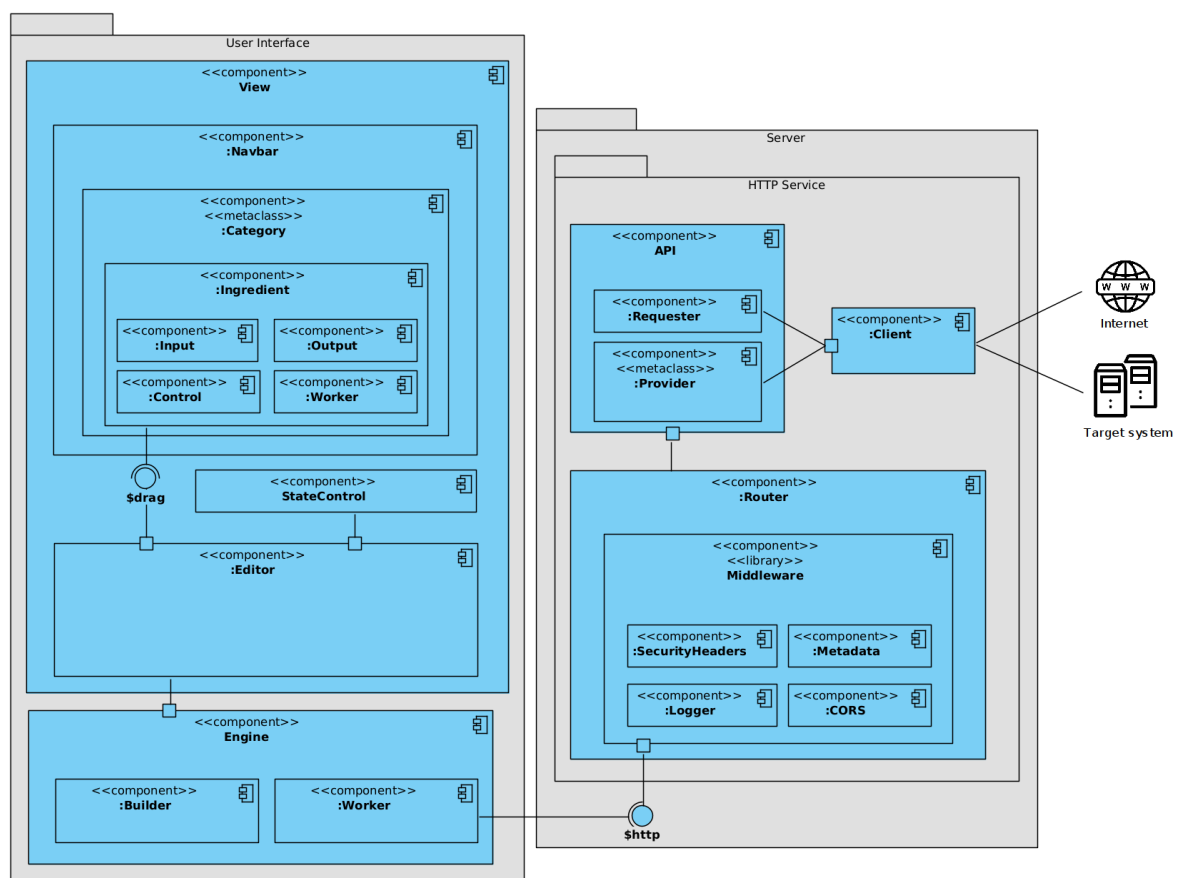 User Interface
<<component>>
View
<<component>>
:Navbar
<<component>>
<<metaclass>>
:Category
<<component>>
:Ingredient
<<component>>
:Input
<<component>>
:Output
<<component>>
:Control
<<component>>
:Worker
$drag
<<component>>
StateControl
<<component>>
:Editor
<<component>>
Engine
<<component>>
:Builder
<<component>>
:Worker
Server
HTTP Service
<<component>>
API
<<component>>
:Requester
<<component>>
<<metaclass>>
:Provider
<<component>>
:Client
W W W
Internet
Target system
<<component>>
:Router
<<component>>
<<library>>
Middleware
<<component>>
:SecurityHeaders
<<component>>
:Metadata
<<component>>
:Logger
<<component>>
:CORS
$http